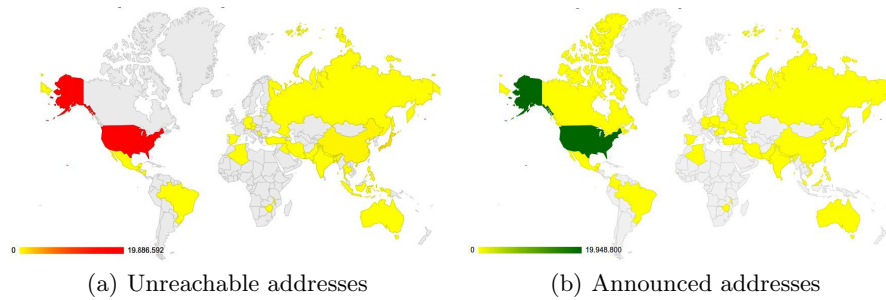 0 19.886.592 0 19.948.800
(a) Unreachable addresses (b) Announced addresses